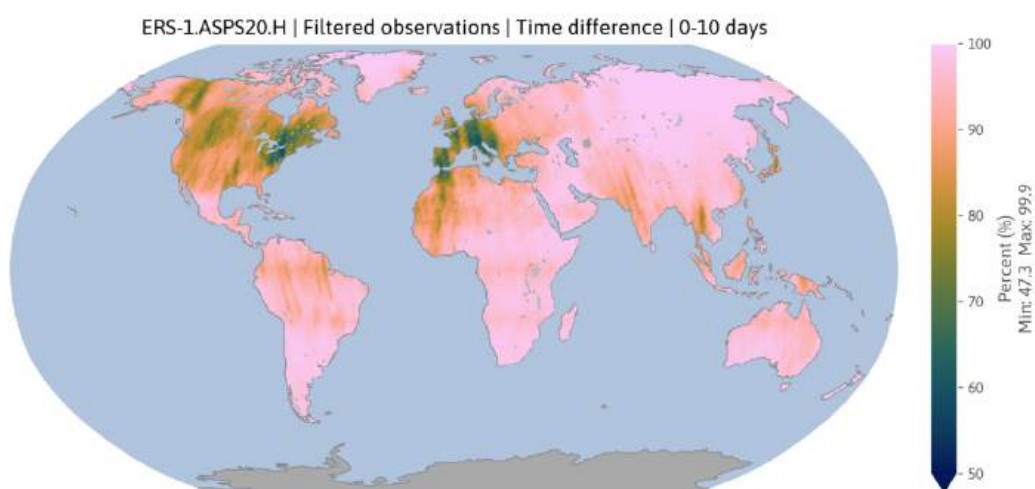 ERS-1.ASPS20.H | Filtered observations | Time difference | 0-10 days
100
90
80
70
60
50
Percent (%)
Min: 47.3 Max: 99.9